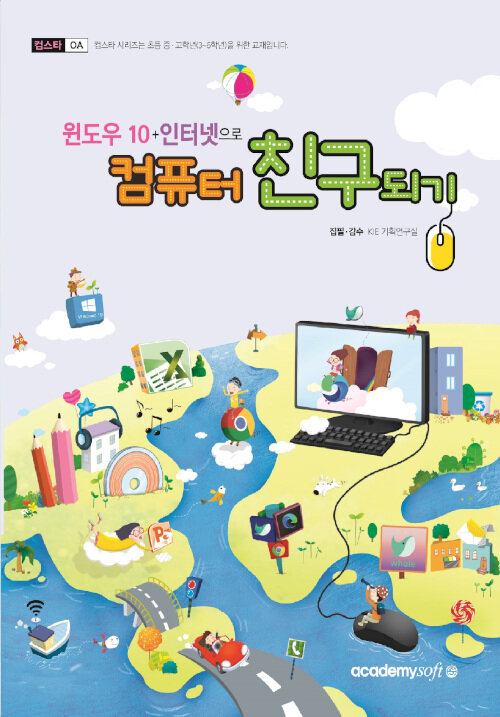 컴스타 OA 컴스타 시리즈는 초등 중·고학년(3~6학년)을 위한 교재입니다.
윈도우 10+인터넷으로
컴퓨터 친구되기
집필·감수 KIE 기획연구실
Windows 10
X
P
whale
academysoft